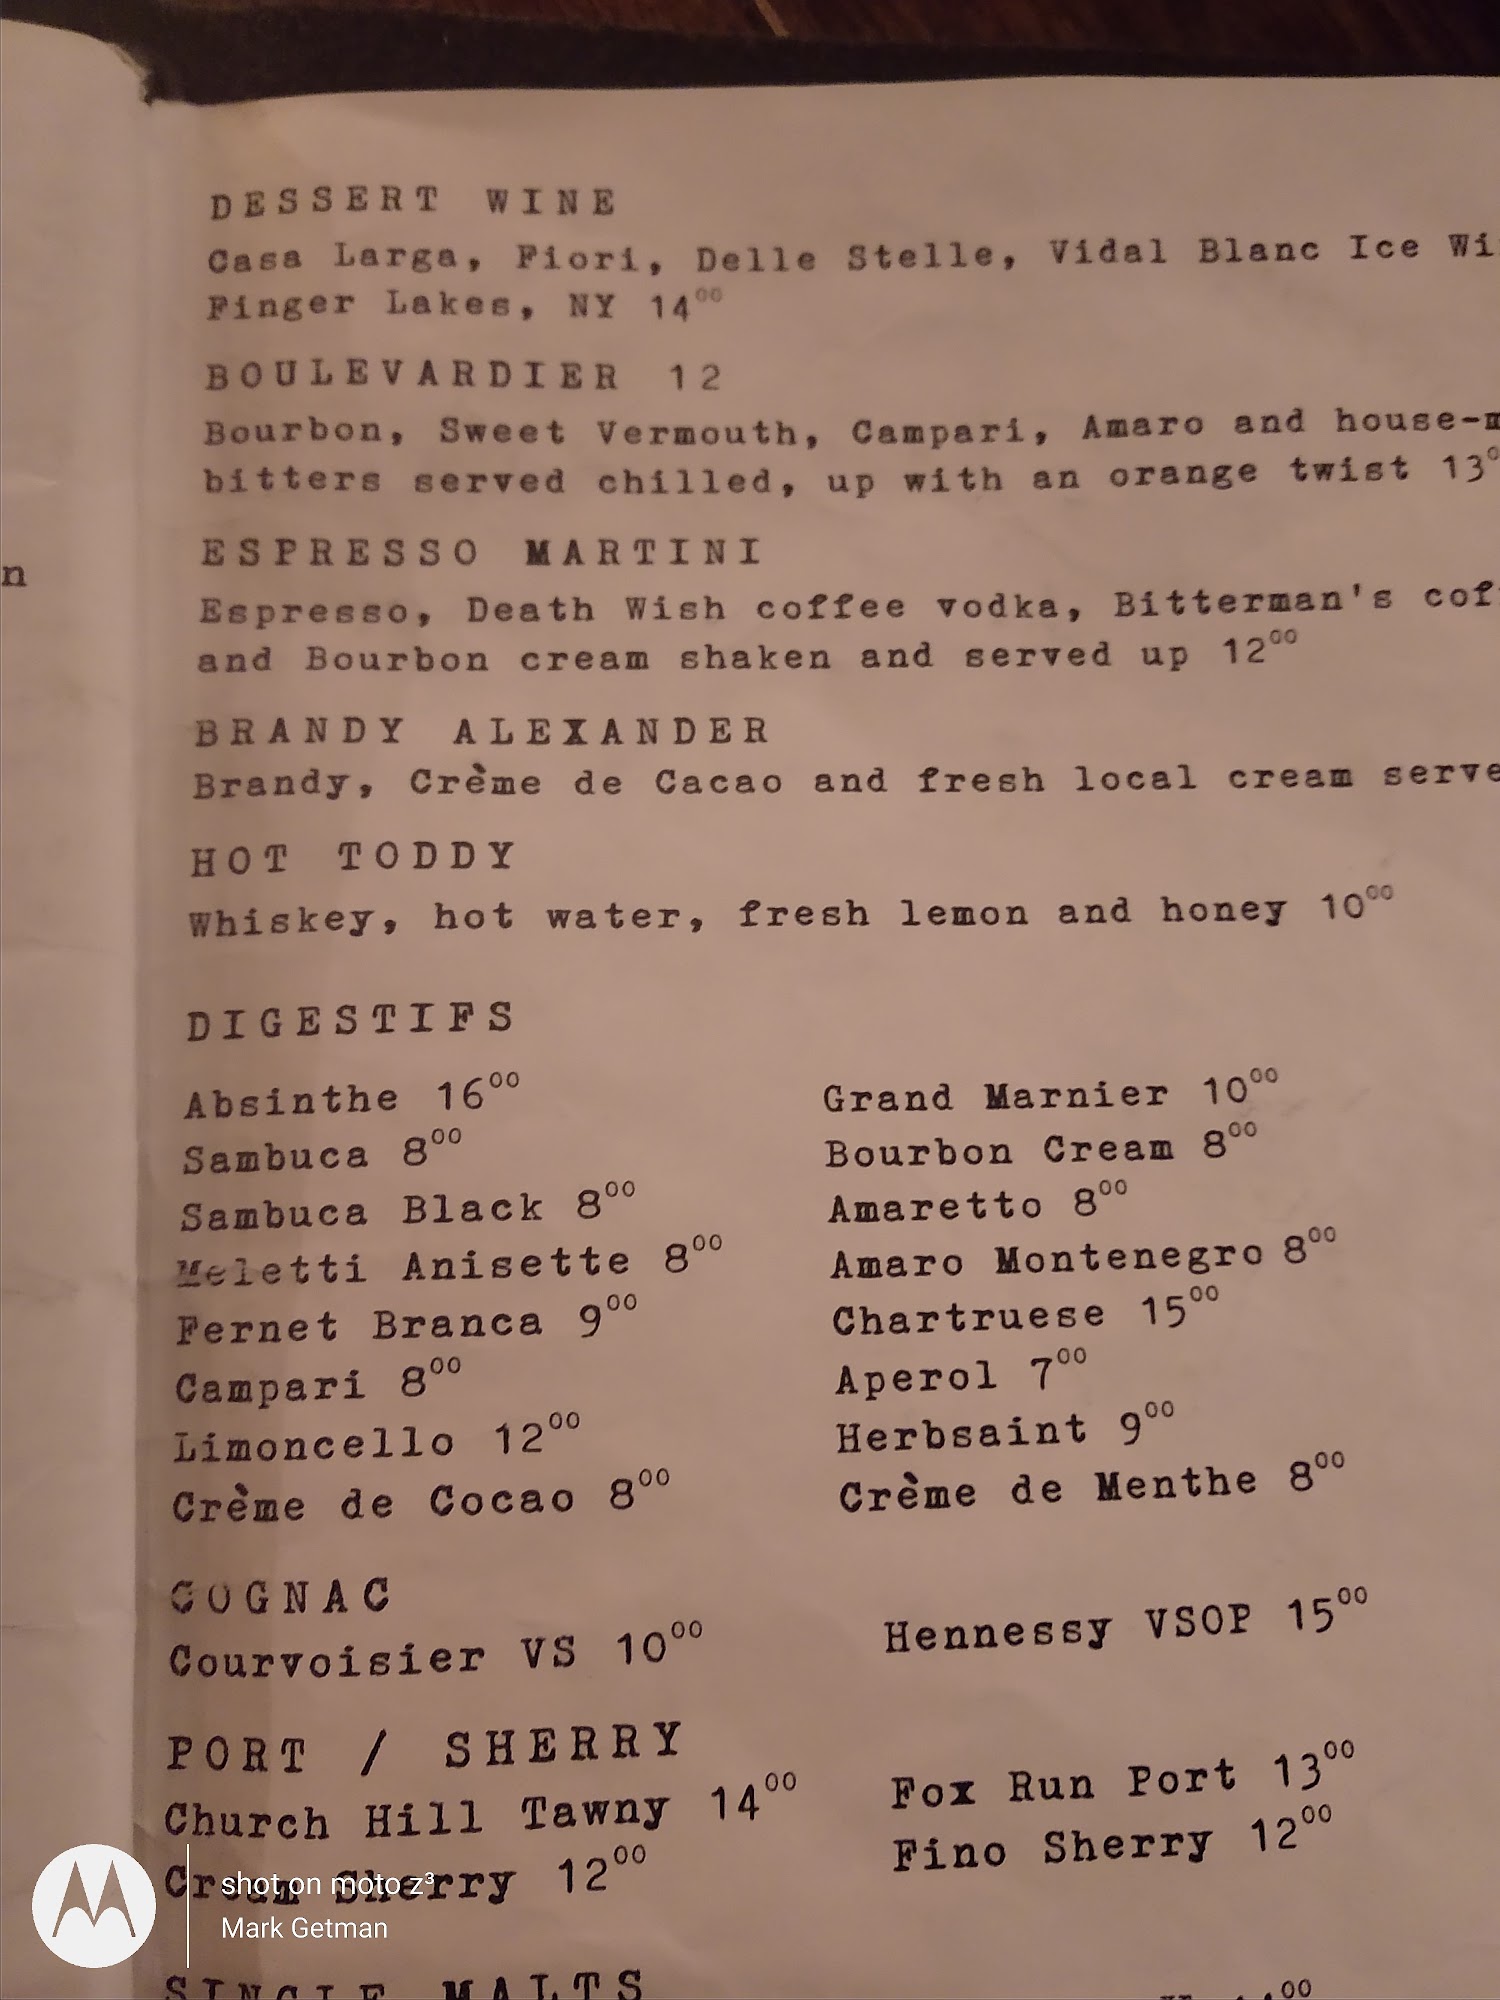 DESSERT WINE
Casa Larga, Fiori, Delle Stelle, Vidal Blanc Ice Wi
Finger Lakes, NY 14⁰⁰
BOULEVARDIER 12
Bourbon, Sweet Vermouth, Campari, Amaro and house-m
bitters served chilled, up with an orange twist 13⁰
ESPRESSO MARTINI
Espresso, Death Wish coffee vodka, Bitterman's cof
and Bourbon cream shaken and served up 12⁰⁰
BRANDY ALEXANDER
Brandy, Crème de Cacao and fresh local cream serve
HOT TODDY
Whiskey, hot water, fresh lemon and honey 10⁰⁰
DIGESTIFS
Absinthe 16⁰⁰
Sambuca 8⁰⁰
Sambuca Black 8⁰⁰
Meletti Anisette 8⁰⁰
Fernet Branca 9⁰⁰
Campari 8⁰⁰
Limoncello 12⁰⁰
Crème de Cocao 8⁰⁰
Grand Marnier 10⁰⁰
Bourbon Cream 8⁰⁰
Amaretto 8⁰⁰
Amaro Montenegro 8⁰⁰
Chartruese 15⁰⁰
Aperol 7⁰⁰
Herbsaint 9⁰⁰
Crème de Menthe 8⁰⁰
COGNAC
Courvoisier VS 10⁰⁰
Hennessy VSOP 15⁰⁰
PORT / SHERRY
Church Hill Tawny 14⁰⁰
Cream Sherry 12⁰⁰
Fox Run Port 13⁰⁰
Fino Sherry 12⁰⁰
SINGLE MALTS
n
shot on moto z³
Mark Getman